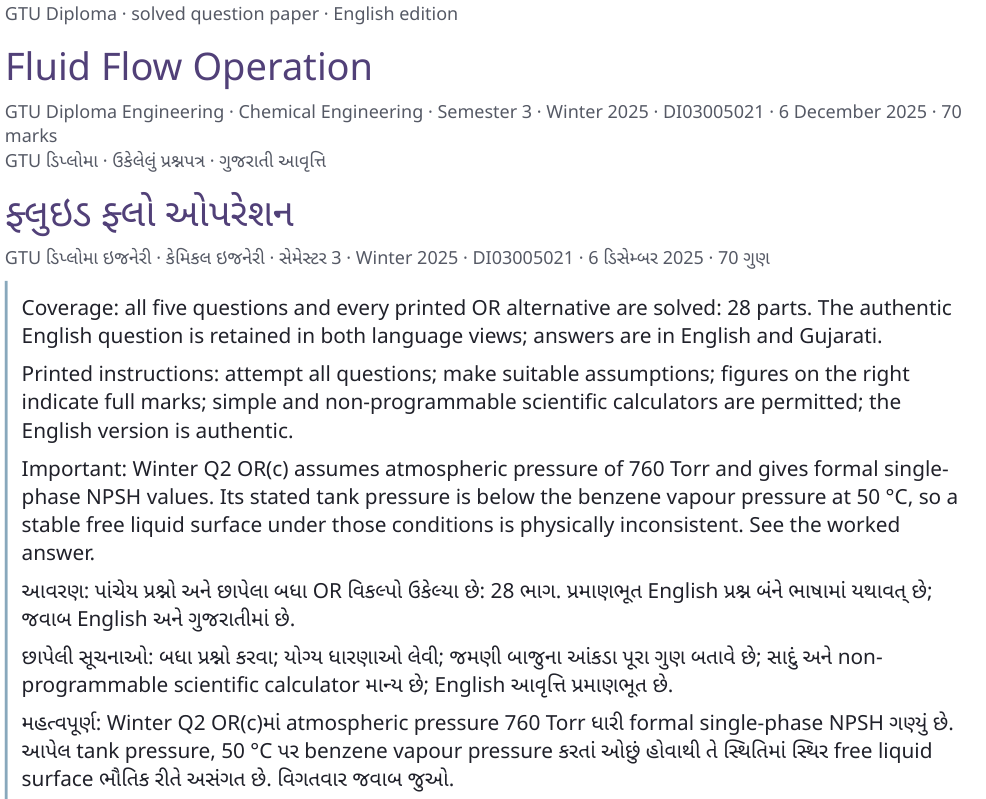 GTU Diploma · solved question paper · English edition
Fluid Flow Operation
GTU Diploma Engineering · Chemical Engineering · Semester 3 · Winter 2025 · DI03005021 · 6 December 2025 · 70
marks
GTU ડિપ્લોમા · ઉકેલેલું પ્રશ્નપત્ર · ગુજરાતી આવૃત્તિ
ફ્લુઇડ ફ્લો ઓપરેશન
GTU ડિપ્લોમા ઇજનેરી · કેમિકલ ઇજનેરી · સેમેસ્ટર 3 · Winter 2025 · DI03005021 · 6 ડિસેમ્બર 2025 · 70 ગુણ
Coverage: all five questions and every printed OR alternative are solved: 28 parts. The authentic
English question is retained in both language views; answers are in English and Gujarati.
Printed instructions: attempt all questions; make suitable assumptions; figures on the right
indicate full marks; simple and non-programmable scientific calculators are permitted; the
English version is authentic.
Important: Winter Q2 OR(c) assumes atmospheric pressure of 760 Torr and gives formal single-
phase NPSH values. Its stated tank pressure is below the benzene vapour pressure at 50 °C, so a
stable free liquid surface under those conditions is physically inconsistent. See the worked
answer.
આવરણ: પાંચેય પ્રશ્નો અને છાપેલા બધા OR વિકલ્પો ઉકેલ્યા છે: 28 ભાગ. પ્રમાણભૂત English પ્રશ્ન બંને ભાષામાં યથાવત્ છે;
જવાબ English અને ગુજરાતીમાં છે.
છાપેલી સૂચનાઓ: બધા પ્રશ્નો કરવા; યોગ્ય ધારણાઓ લેવી; જમણી બાજુના આંકડા પૂરા ગુણ બતાવે છે; સાદું અને non-
programmable scientific calculator માન્ય છે; English આવૃત્તિ પ્રમાણભૂત છે.
મહત્વપૂર્ણ: Winter Q2 OR(c)માં atmospheric pressure 760 Torr ધારી formal single-phase NPSH ગણ્યું છે.
આપેલ tank pressure, 50 °C પર benzene vapour pressure કરતાં ઓછું હોવાથી તે સ્થિતિમાં સ્થિર free liquid
surface ભૌતિક રીતે અસંગત છે. વિગતવાર જવાબ જુઓ.